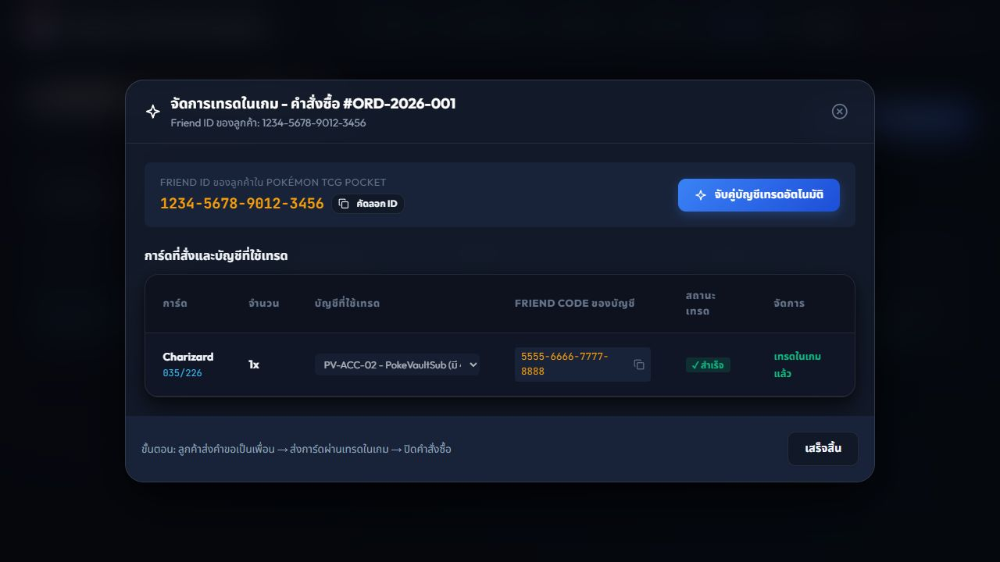 จัดการเทรดในเกม - คำสั่งซื้อ #ORD-2026-001
Friend ID ของลูกค้า: 1234-5678-9012-3456
FRIEND ID ของลูกค้าใน POKÉMON TCG POCKET
1234-5678-9012-3456
คัดลอก ID
จับคู่บัญชีเทรดอัตโนมัติ
การ์ดที่สั่งและบัญชีที่ใช้เทรด
การ์ด
จำนวน
บัญชีที่ใช้เทรด
FRIEND CODE ของบัญชี
สถานะ
เทรด
จัดการ
Charizard
035/226
1x
PV-ACC-02 - PokeVaultSub (มี
5555-6666-7777-
8888
✓ สำเร็จ
เทรดในเกม
แล้ว
ขั้นตอน: ลูกค้าส่งคำขอเป็นเพื่อน → ส่งการ์ดผ่านเทรดในเกม → ปิดคำสั่งซื้อ
เสร็จสิ้น